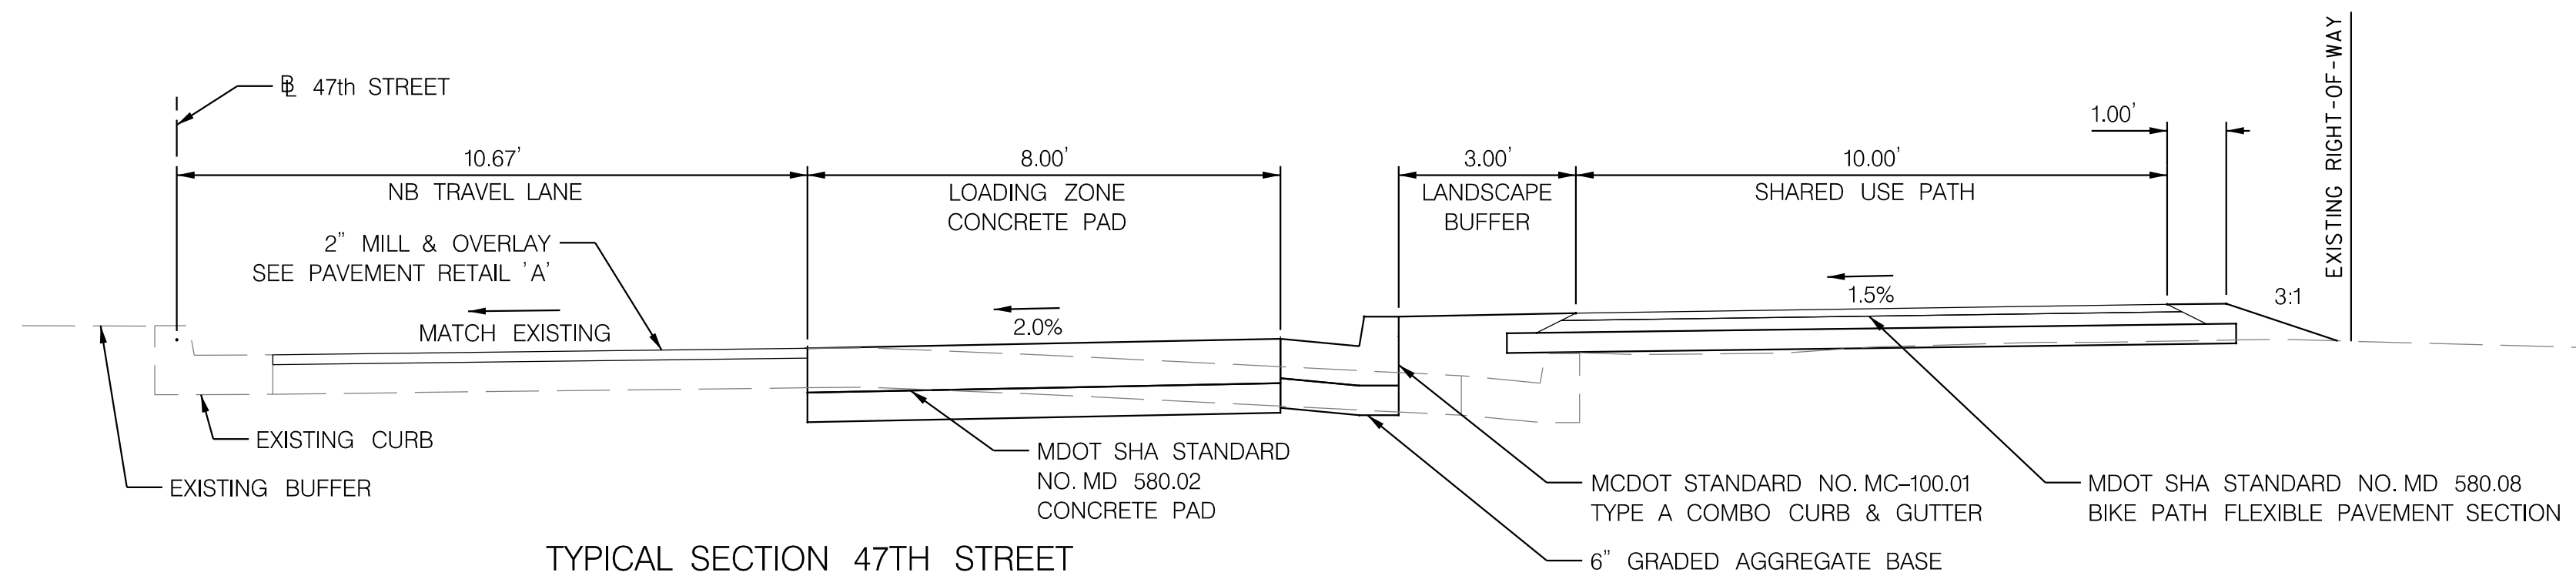 ℄ 47th STREET
EXISTING RIGHT-OF-WAY
1.00'
10.67'
8.00'
3.00'
10.00'
NB TRAVEL LANE
LOADING ZONE
CONCRETE PAD
LANDSCAPE
BUFFER
SHARED USE PATH
2" MILL & OVERLAY
SEE PAVEMENT RETAIL 'A'
MATCH EXISTING
2.0%
1.5%
3:1
EXISTING CURB
EXISTING BUFFER
MDOT SHA STANDARD
NO. MD 580.02
CONCRETE PAD
MCDOT STANDARD NO. MC-100.01
TYPE A COMBO CURB & GUTTER
MDOT SHA STANDARD NO. MD 580.08
BIKE PATH FLEXIBLE PAVEMENT SECTION
6" GRADED AGGREGATE BASE
TYPICAL SECTION 47TH STREET